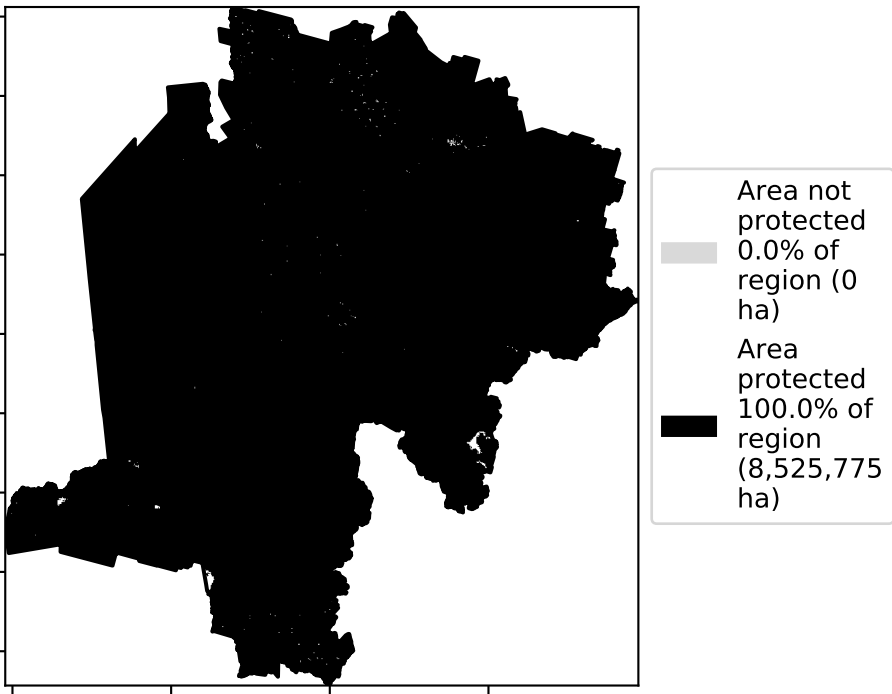 Area not
protected
0.0% of
region (0
ha)
Area
protected
100.0% of
region
(8,525,775
ha)